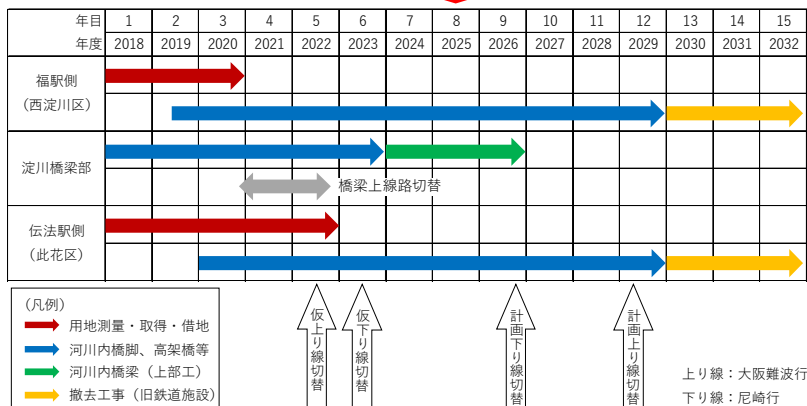 年目 1 2 3 4 5 6 7 8 9 10 11 12 13 14 15
年度 2018 2019 2020 2021 2022 2023 2024 2025 2026 2027 2028 2029 2030 2031 2032
福駅側
（西淀川区）
淀川橋梁部
橋梁上線路切替
伝法駅側
（此花区）
(凡例)
用地測量・取得・借地
河川内橋脚、高架橋等
河川内橋梁（上部工）
撤去工事（旧鉄道施設）
仮上り線切替
仮下り線切替
計画下り線切替
計画上り線切替
上り線：大阪難波行
下り線：尼崎行